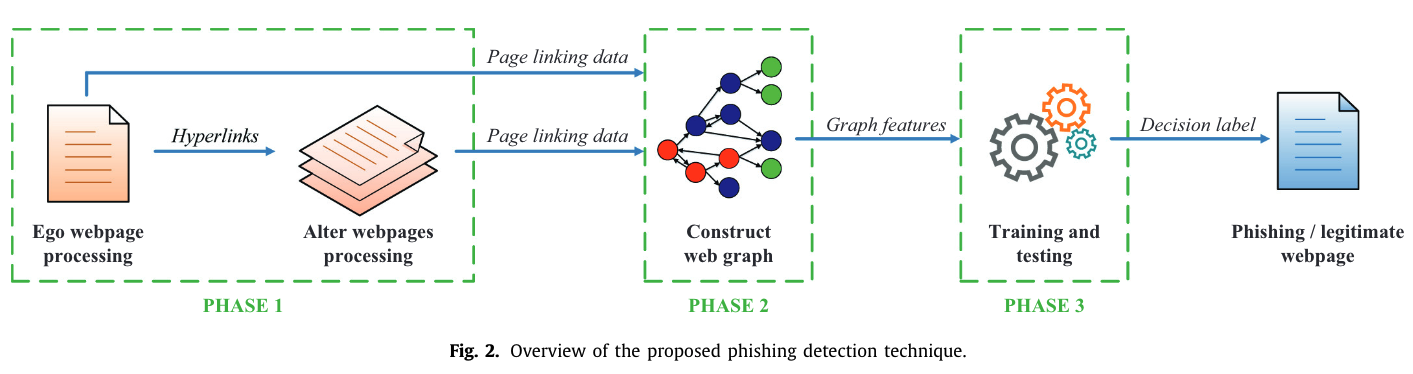 Page linking data
Hyperlinks
Page linking data
Graph features
Decision label
Ego webpage
processing
Alter webpages
processing
Construct
web graph
Training and
testing
Phishing / legitimate
webpage
PHASE 1
PHASE 2
PHASE 3
Fig. 2. Overview of the proposed phishing detection technique.